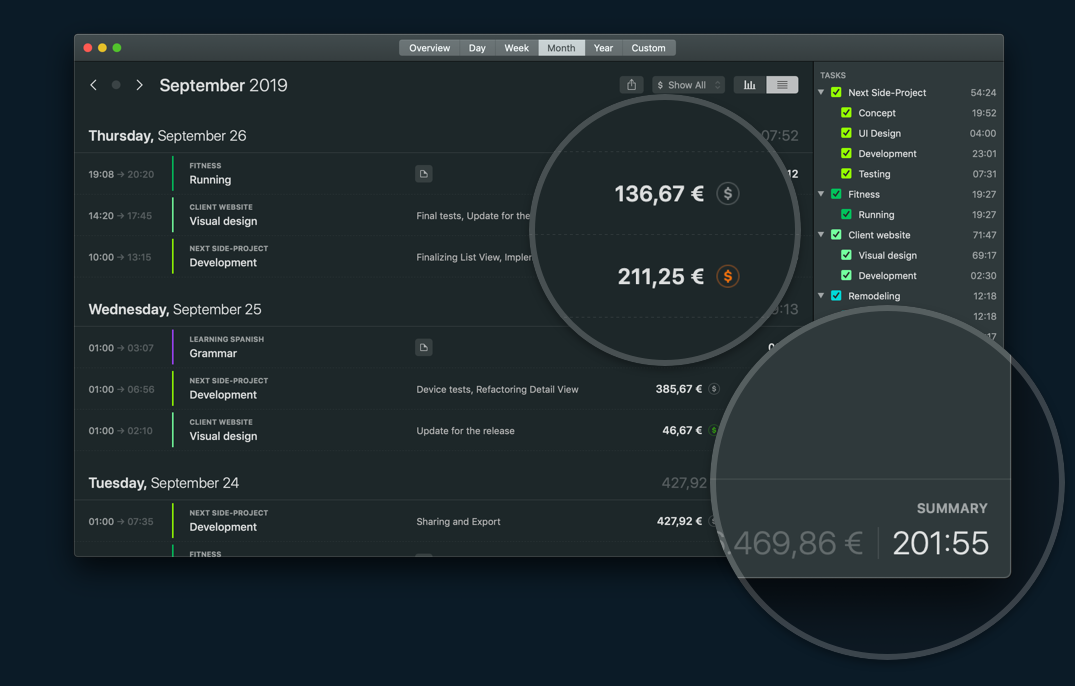 Overview Day Week Month Year Custom
September 2019
$ Show All
Thursday, September 26
07:52
19:08 → 20:20
FITNESS
Running
12
14:20 → 17:45
CLIENT WEBSITE
Visual design
Final tests, Update for the
136,67 € $
10:00 → 13:15
NEXT SIDE-PROJECT
Development
Finalizing List View, Implem
211,25 € $
Wednesday, September 25
:13
01:00 → 03:07
LEARNING SPANISH
Grammar
01:00 → 06:56
NEXT SIDE-PROJECT
Development
Device tests, Refactoring Detail View
385,67 € $
01:00 → 02:10
CLIENT WEBSITE
Visual design
Update for the release
46,67 € $
Tuesday, September 24
427,92
01:00 → 07:35
NEXT SIDE-PROJECT
Development
Sharing and Export
427,92 €
FITNESS
TASKS
Next Side-Project 54:24
Concept 19:52
UI Design 04:00
Development 23:01
Testing 07:31
Fitness 19:27
Running 19:27
Client website 71:47
Visual design 69:17
Development 02:30
Remodeling 12:18
12:18
17
SUMMARY
.469,86 € 201:55